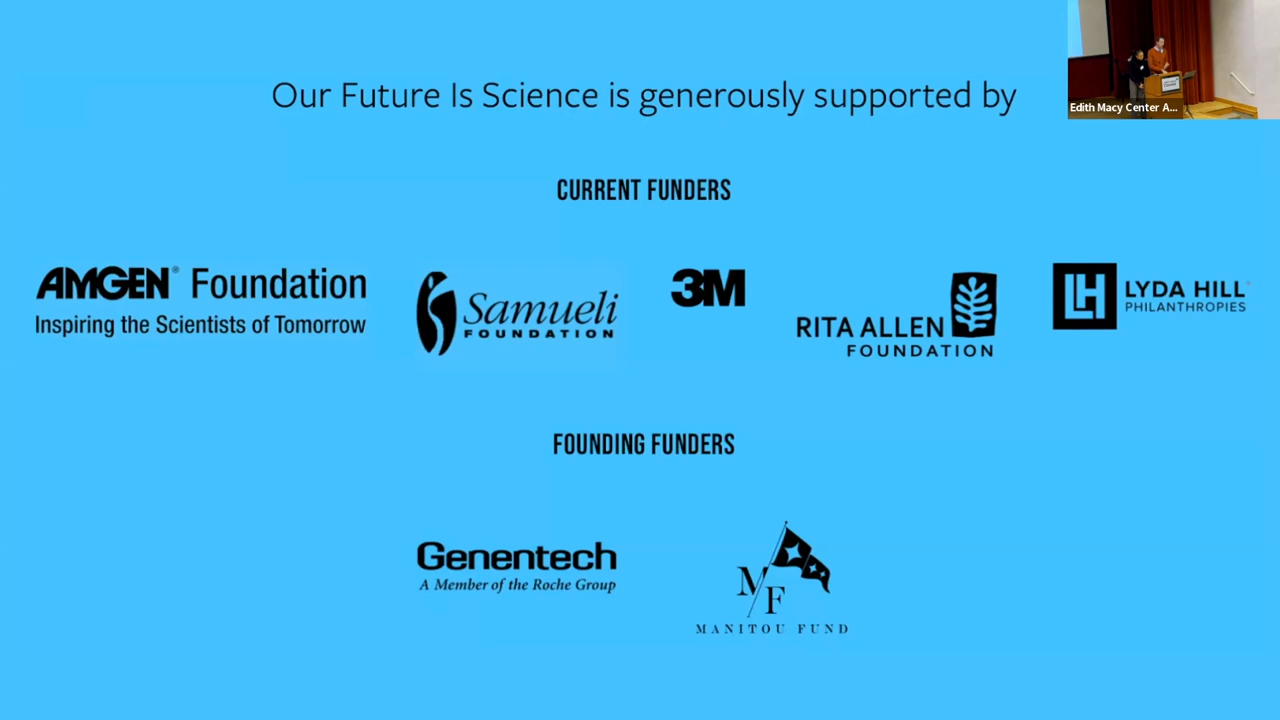 Our Future Is Science is generously supported by
Edith Macy Center A...
CURRENT FUNDERS
AMGEN® Foundation
Inspiring the Scientists of Tomorrow
Samueli
FOUNDATION
3M
RITA ALLEN
FOUNDATION
LH
LYDA HILL
PHILANTHROPIES
FOUNDING FUNDERS
Genentech
A Member of the Roche Group
M
F
MANITOU FUND